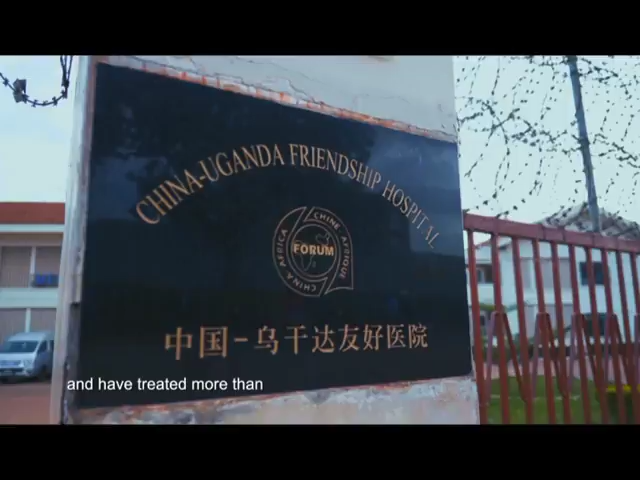 CHINA-UGANDA FRIENDSHIP HOSPITAL
CHINE AFRIQUE
FORUM
CHINA AFRICA
中国-乌干达友好医院
and have treated more than